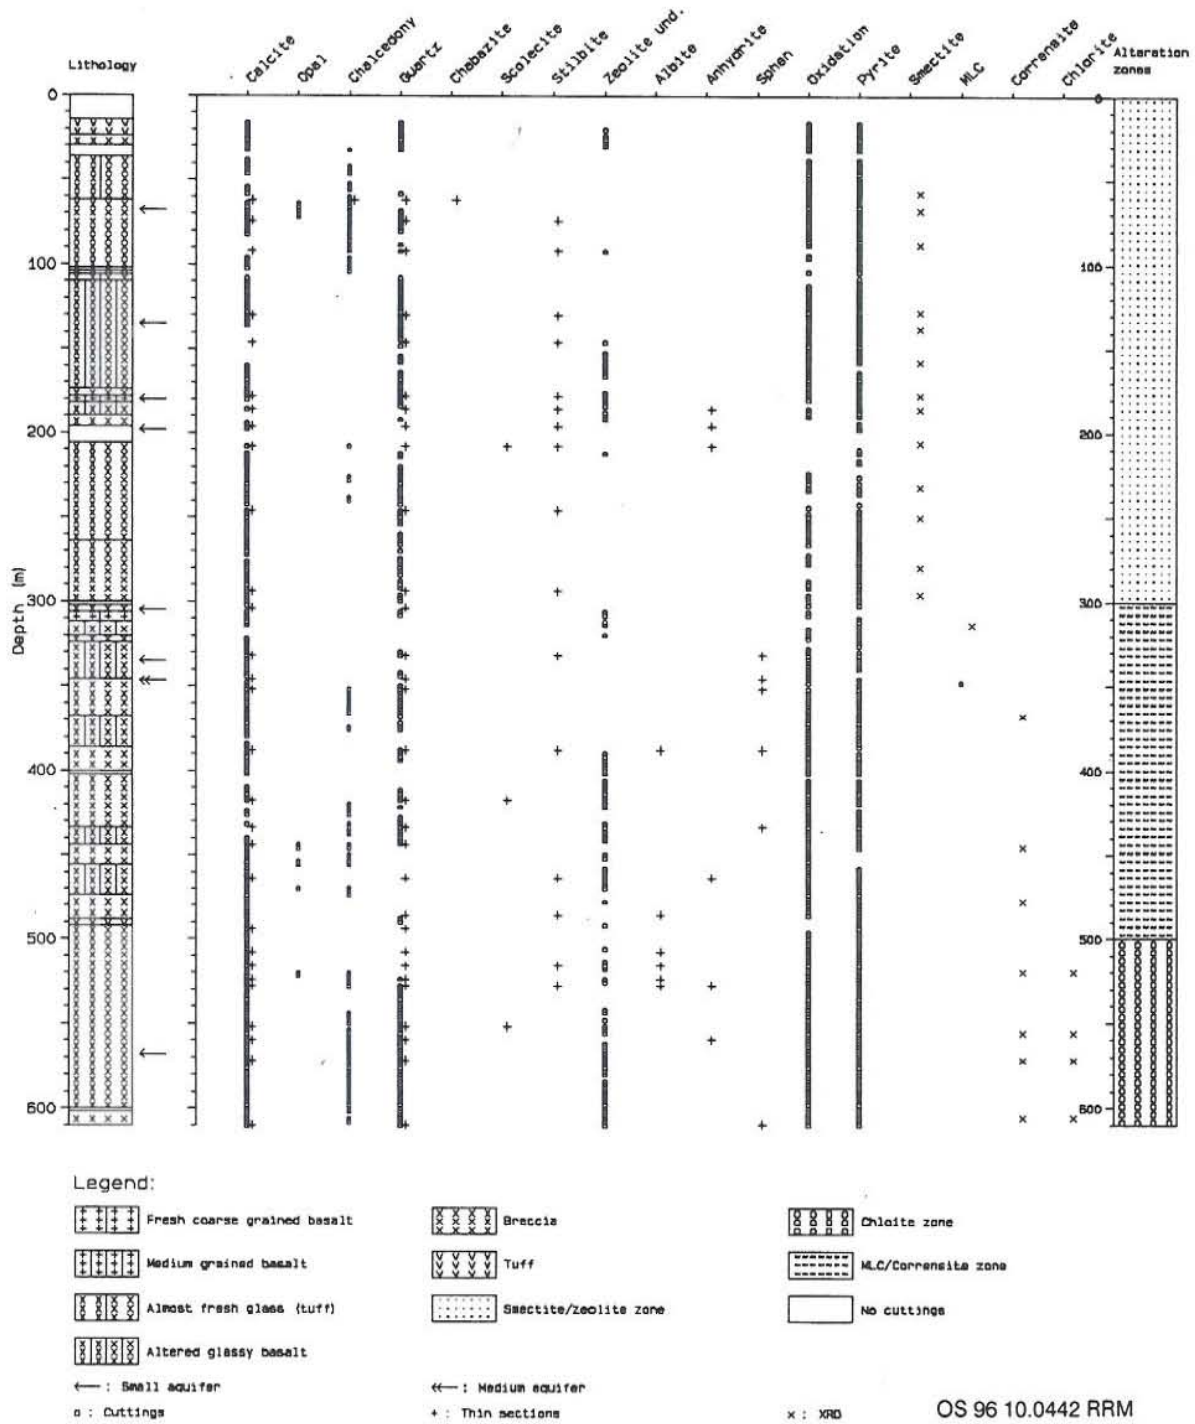 Lithology
Calcite
Opal
Chalcedony
Quartz
Chabazite
Scolecite
Stilbite
Zeolite und.
Albite
Anhydrite
Sphen
Oxidation
Pyrite
Smectite
MLC
Corrensite
Chlorite
Alteration
zones
Depth (m)
0
100
200
300
400
500
600
0
100
200
300
400
500
600
Legend:
Fresh coarse grained basalt
Medium grained basalt
Almost fresh glass (tuff)
Altered glassy basalt
Breccia
Tuff
Smectite/zeolite zone
Chloite zone
MLC/Corrensite zone
No cuttings
: Small aquifer
: Medium aquifer
o : Cuttings
+ : Thin sections
x : XRD
OS 96 10.0442 RRM